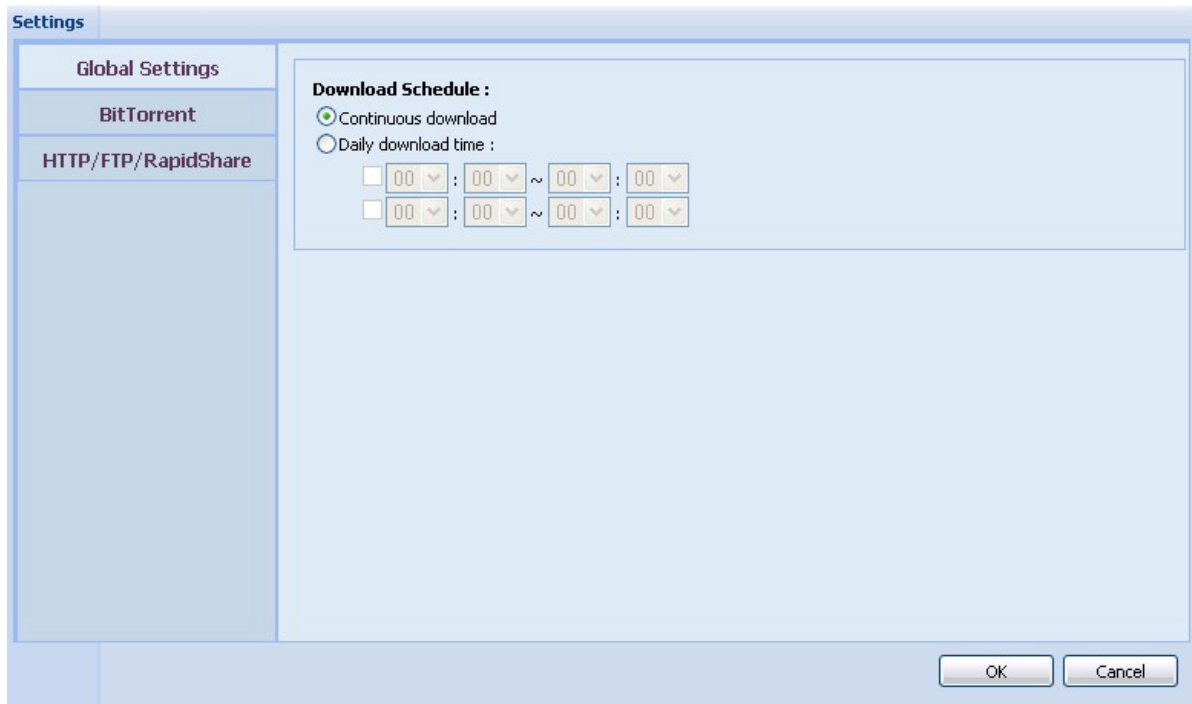 Settings
Global Settings
BitTorrent
HTTP/FTP/RapidShare
Download Schedule :
Continuous download
Daily download time :
00 : 00 ~ 00 : 00
00 : 00 ~ 00 : 00
OK Cancel